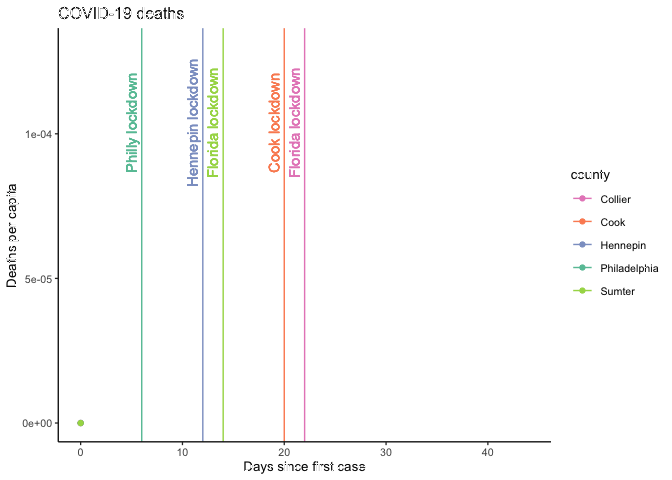 COVID-19 deaths
Philly lockdown
Hennepin lockdown
Florida lockdown
Cook lockdown
Florida lockdown
1e-04
5e-05
0e+00
Deaths per capita
0
10
20
30
40
Days since first case
county
Collier
Cook
Hennepin
Philadelphia
Sumter